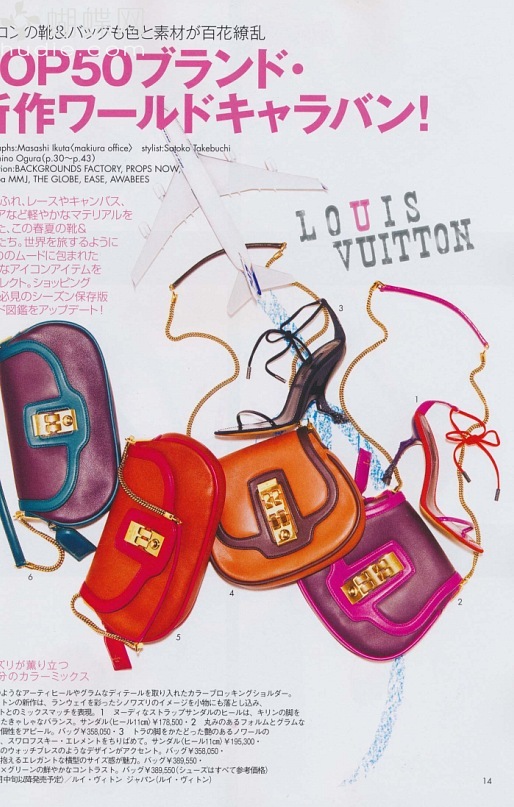 コンの靴&バッグも色と素材が百花繚乱
蝴蝶网
OP50ブランド・
新作ワールドキャラバン!
aphs:Masashi Ikuta〈makiura office〉 stylist:Satoko Takebuchi
hino Ogura(p.30〜p.43)
tion:BACKGROUNDS FACTORY, PROPS NOW,
a MMJ, THE GLOBE, EASE, AWABEES
ふれ、レースやキャンバス、
アなど軽やかなマテリアルを
た、この春夏の靴&
たち。世界を旅するように
のムードに包まれた
なアイコンアイテムを
レクト。ショッピング
必見のシーズン保存版
ド図鑑をアップデート!
LOUIS
VUITTON
3
1
6
4
2
5
ズリが薫り立つ
分のカラーミックス
のようなアーティヒールやグラムなディテールを取り入れたカラーブロッキングショルダー。
トンの新作は、ランウェイを彩ったシノワズリのイメージを小物にも落とし込み、
トとのミックスマッチを表現。1 ヌーディなストラップサンダルのヒールは、キリンの脚を
たきゃしゃなバランス。サンダル(ヒール11cm)¥178,500・2 丸みのあるフォルムとグラムな
個性をアピール。バッグ¥358,050・3 トラの脚をかたどった艶のあるノワールの
、スワロフスキー・エレメントをちりばめて。サンダル(ヒール11cm)¥195,300・
のウォッチブレスのようなデザインがアクセント。バッグ¥358,050・
抱えるエレガントな横型のサイズ感が魅力。バッグ¥389,550・
×グリーンの鮮やかなコントラスト。バッグ¥389,550(シューズはすべて参考価格)
月中旬以降発売予定)/ルイ・ヴィトン ジャパン(ルイ・ヴィトン)
14